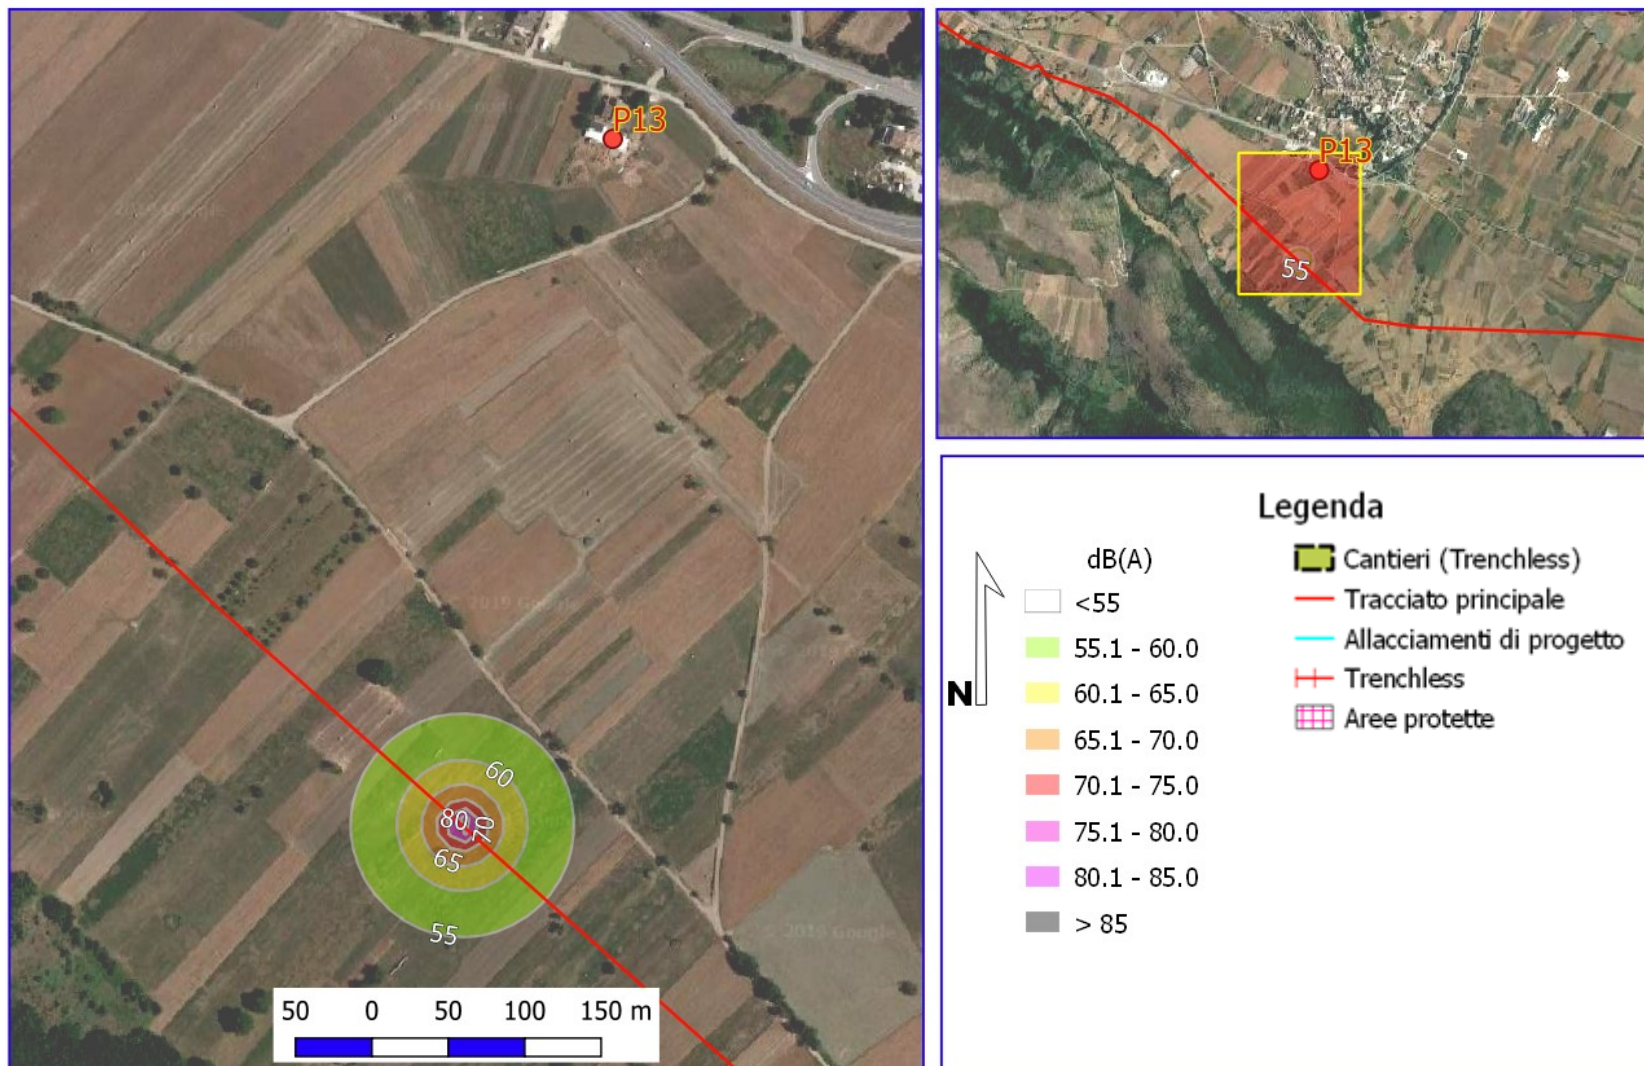 P13
60
80
70
65
55
50 0 50 100 150 m
P13
55
Legenda
dB(A)
<55
55.1 - 60.0
60.1 - 65.0
65.1 - 70.0
70.1 - 75.0
75.1 - 80.0
80.1 - 85.0
> 85
N
Cantieri (Trenchless)
Tracciato principale
Allacciamenti di progetto
Trenchless
Aree protette